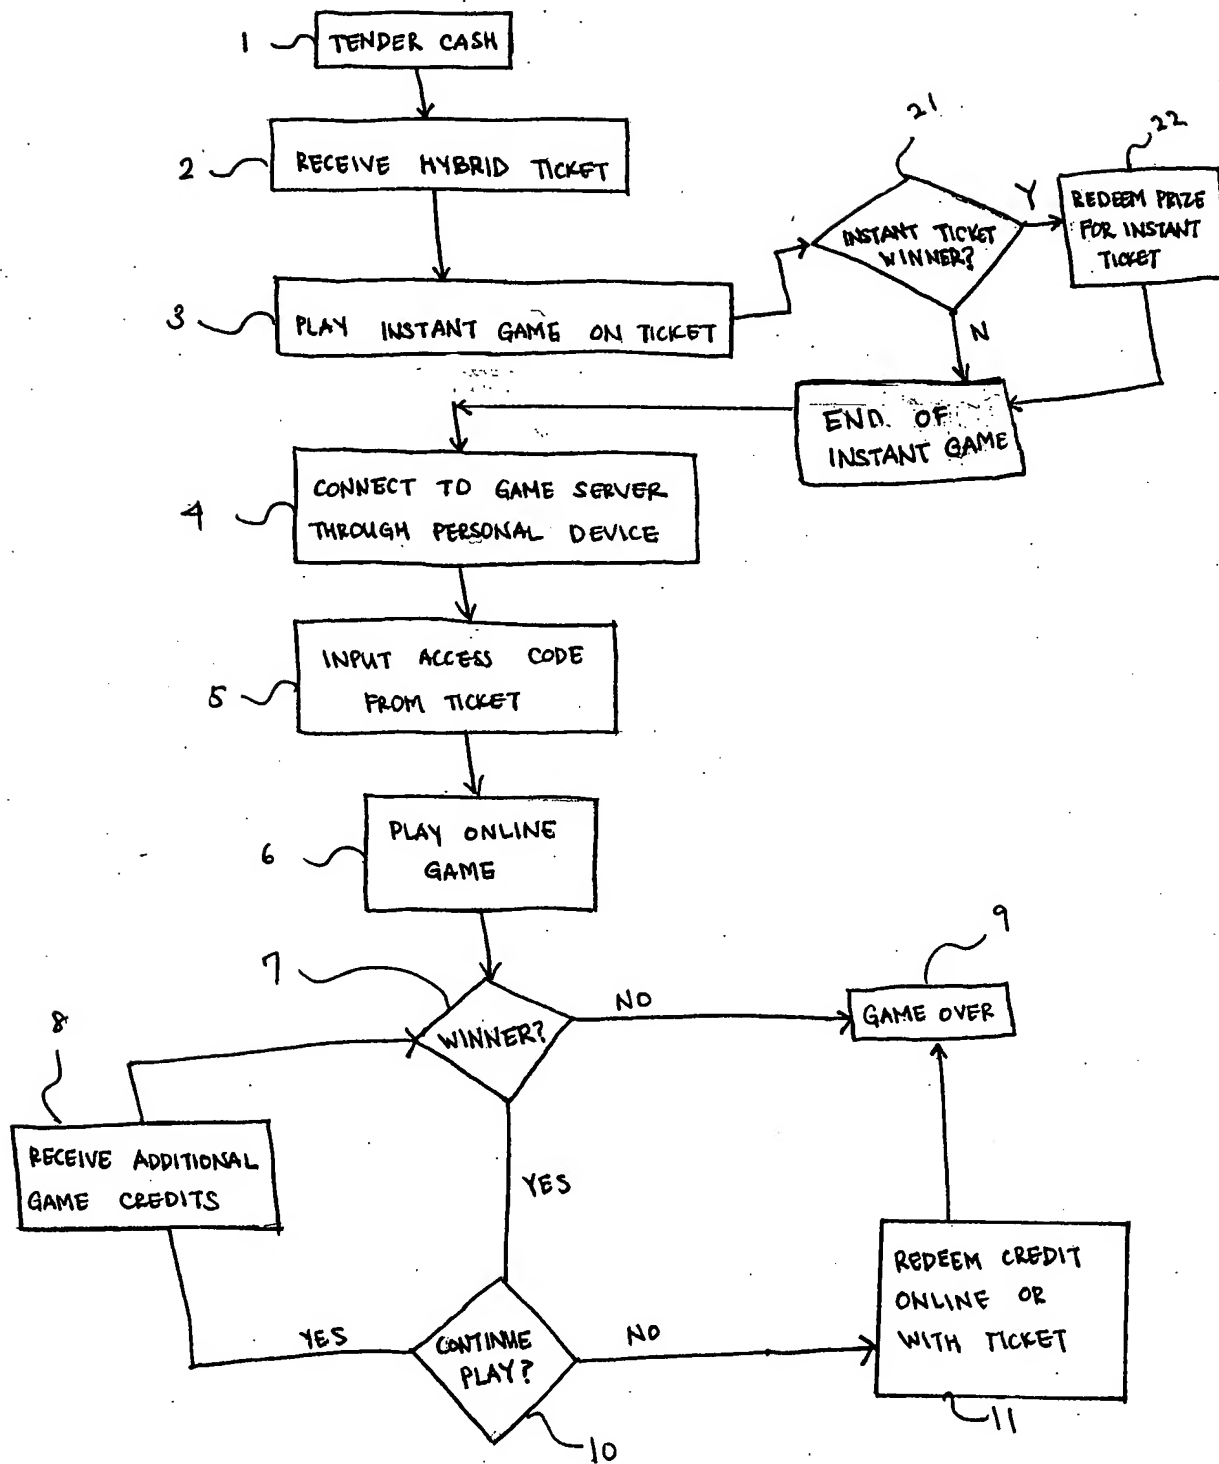 1
TENDER CASH
2
RECEIVE HYBRID TICKET
3
PLAY INSTANT GAME ON TICKET
21
INSTANT TICKET
WINNER?
Y
N
22
REDEEM PRIZE
FOR INSTANT
TICKET
END OF
INSTANT GAME
4
CONNECT TO GAME SERVER
THROUGH PERSONAL DEVICE
5
INPUT ACCESS CODE
FROM TICKET
6
PLAY ONLINE
GAME
7
WINNER?
NO
9
GAME OVER
8
RECEIVE ADDITIONAL
GAME CREDITS
YES
YES
CONTINUE
PLAY?
10
NO
REDEEM CREDIT
ONLINE OR
WITH TICKET
11